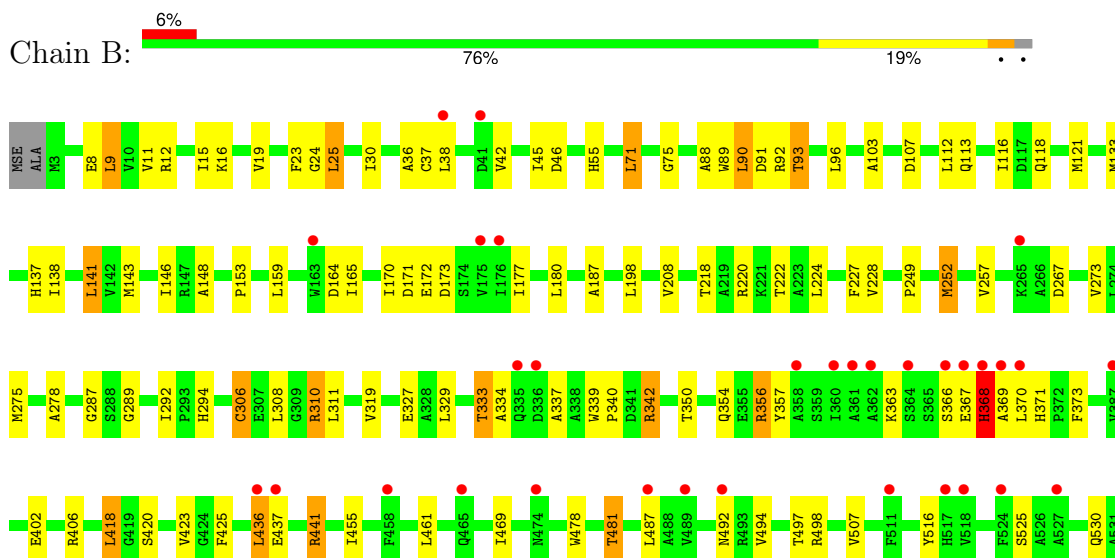 6%
Chain B:
76% 19% • •
MSE ALA M3 E8 L9 V10 V11 R12 I15 K16 V19 F23 G24 L25 I30 A36 C37 L38 D41 V42 I45 D46 H55 L71 G75 A88 W89 L90 D91 R92 T93 L96 A103 D107 L112 Q113 I116 D117 Q118 M121 M133
H137 I138 L141 V142 M143 I146 R147 A148 P153 L159 W163 D164 I165 I170 D171 E172 D173 S174 V175 I176 I177 L180 A187 L198 V208 T218 A219 R220 K221 T222 A223 L224 F227 V228 P249 M252 V257 K265 A266 D267 V273 L274
M275 A278 G287 S288 G289 I292 P293 H294 C306 E307 L308 G309 R310 L311 V319 E327 A328 L329 T333 A334 Q335 D336 A337 A338 W339 P340 D341 R342 T350 Q354 E355 R356 Y357 A358 S359 I360 A361 A362 K363 S364 S365 S366 E367 H368 A369 L370 H371 P372 F373
E402 R406 L418 G419 S420 V423 G424 F425 L436 E437 R441 I455 F458 L461 Q465 I469 N474 W478 T481 L487 A488 V489 N492 R493 V494 T497 R498 V507 F511 Y516 H517 V518 F524 S525 A526 A527 Q530